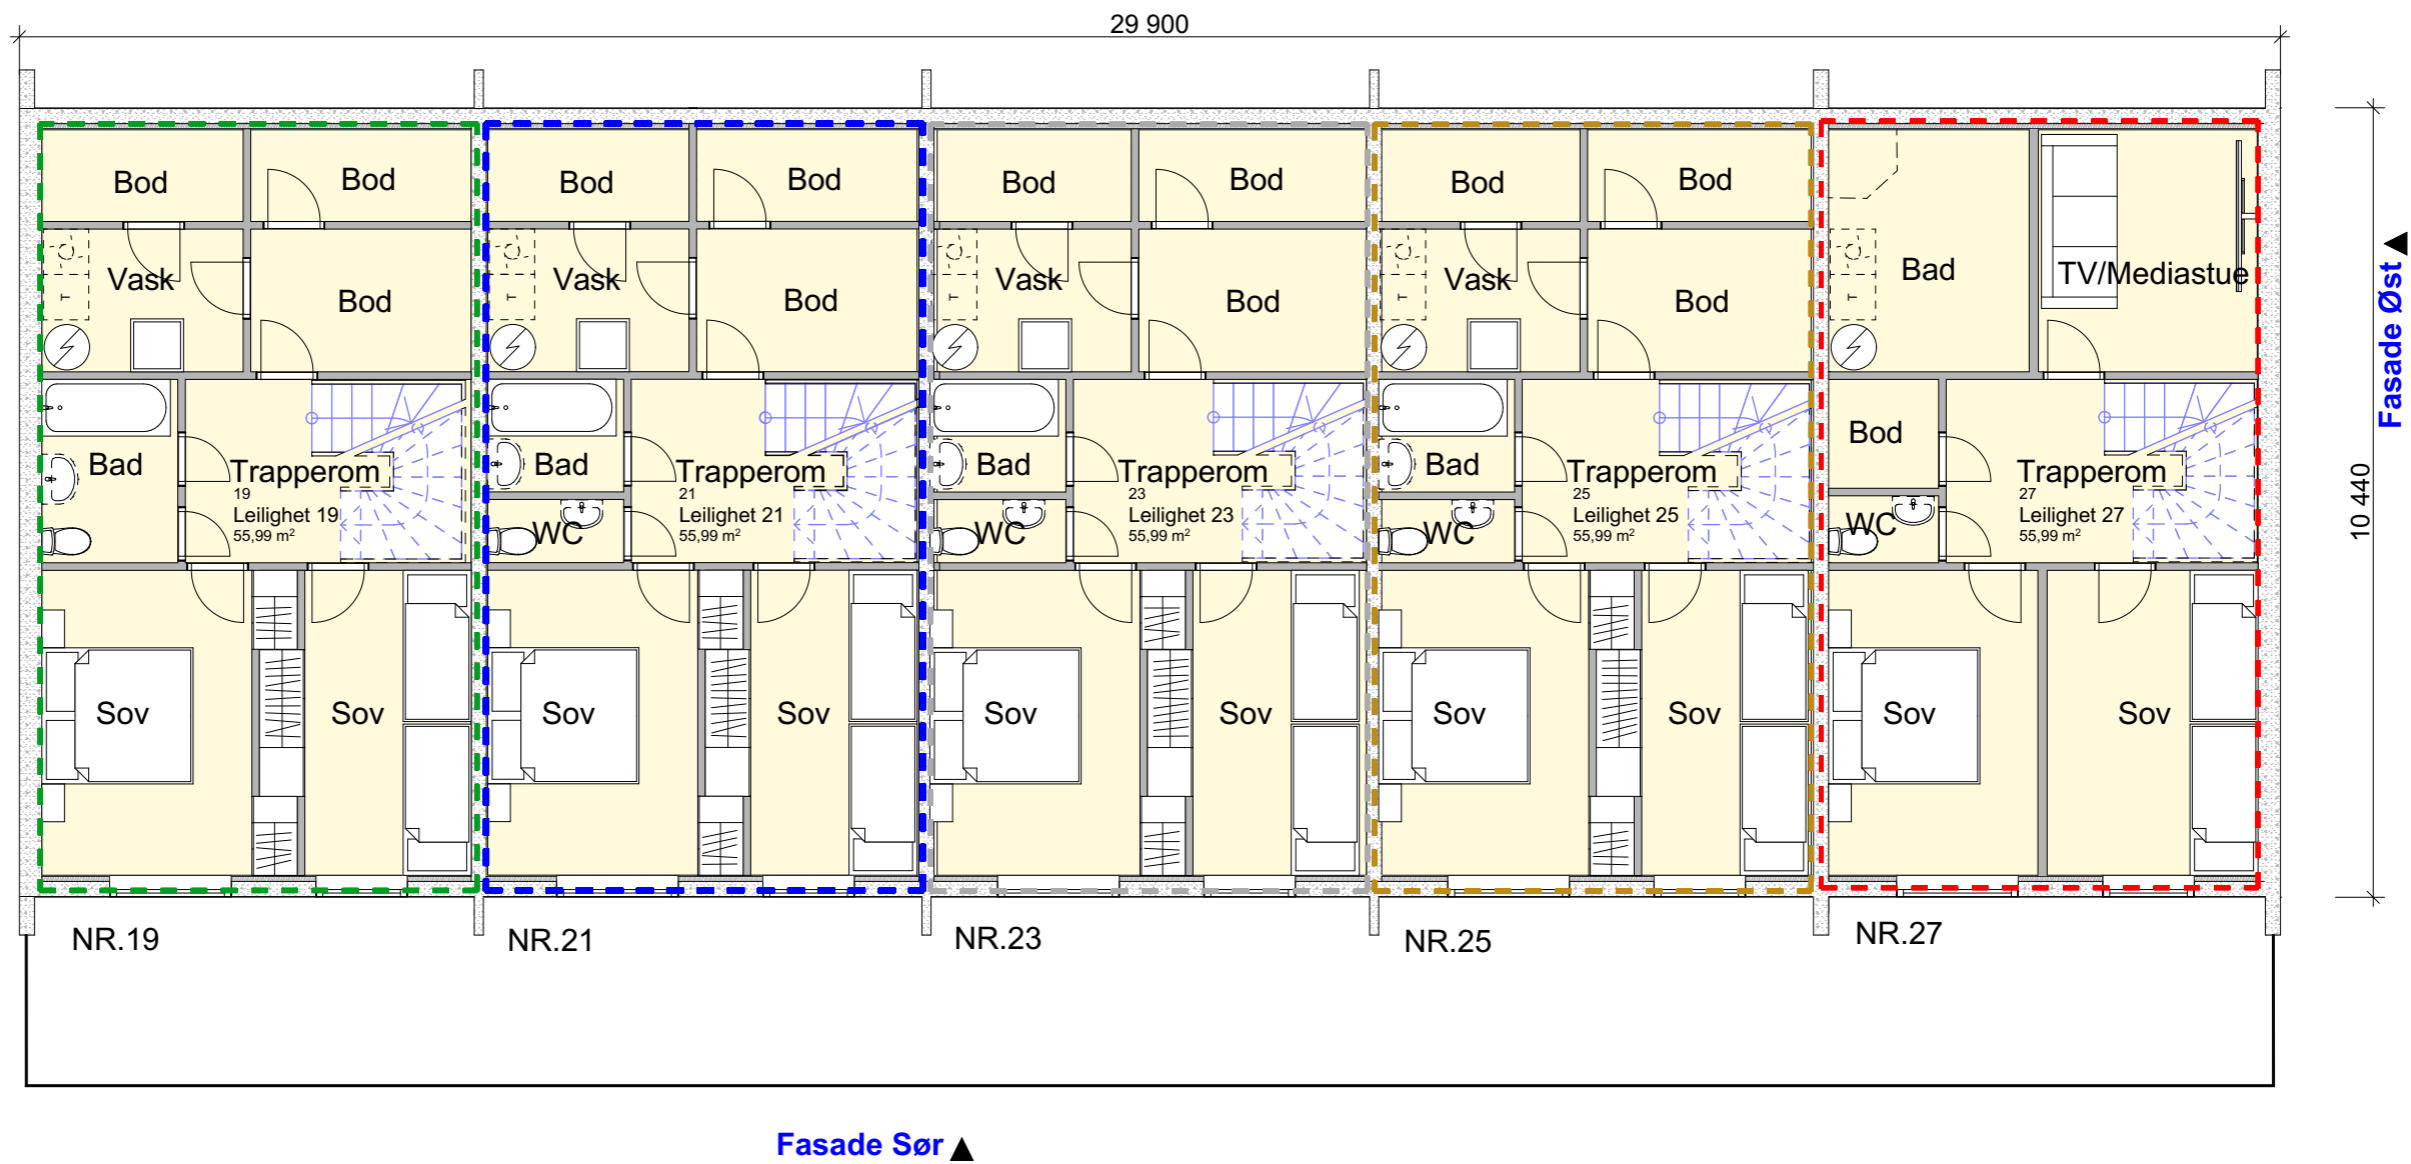 29 900
Bod
Bod
Bod
Bod
Bod
Bod
Bod
Bod
Vask
Bod
Vask
Bod
Vask
Bod
Vask
Bod
Bad
TV/Mediastue
T
T
T
T
T
Fasade Øst
10 440
Bad
Trapperom
19
Leilighet 19
55,99 m²
Bad
WC
Trapperom
21
Leilighet 21
55,99 m²
Bad
WC
Trapperom
23
Leilighet 23
55,99 m²
Bad
WC
Trapperom
25
Leilighet 25
55,99 m²
Bod
WC
Trapperom
27
Leilighet 27
55,99 m²
Sov
Sov
Sov
Sov
Sov
Sov
Sov
Sov
Sov
Sov
NR.19
NR.21
NR.23
NR.25
NR.27
Fasade Sør